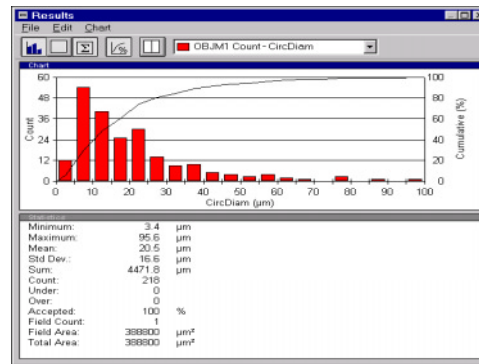 Results
File Edit Chart
Σ % OBJM1 Count - CircDiam
Chart
60 100
48 80
36 60
24 40
12 20
0 0
Count
Cumulative (%)
0 10 20 30 40 50 60 70 80 90 100
CircDiam (µm)
Statistics
Minimum: 3.4 µm
Maximum: 95.6 µm
Mean: 20.5 µm
Std Dev.: 16.6 µm
Sum: 4471.8 µm
Count: 218
Under: 0
Over: 0
Accepted: 100 %
Field Count: 1
Field Area: 388800 µm²
Total Area: 388800 µm²